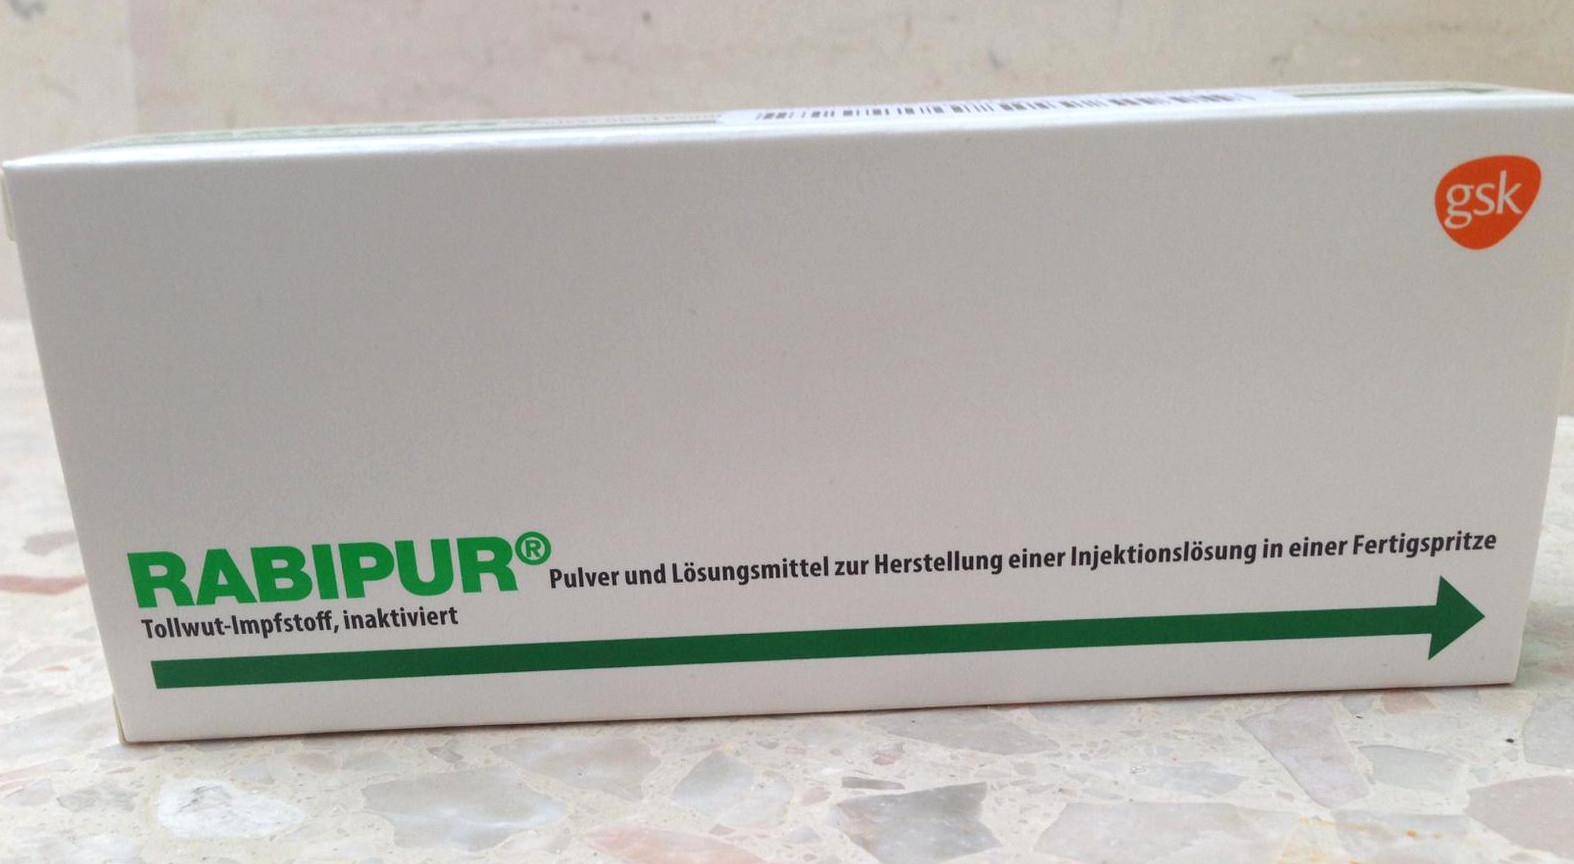 gsk
RABIPUR® Pulver und Lösungsmittel zur Herstellung einer Injektionslösung in einer Fertigspritze
Tollwut-Impfstoff, inaktiviert